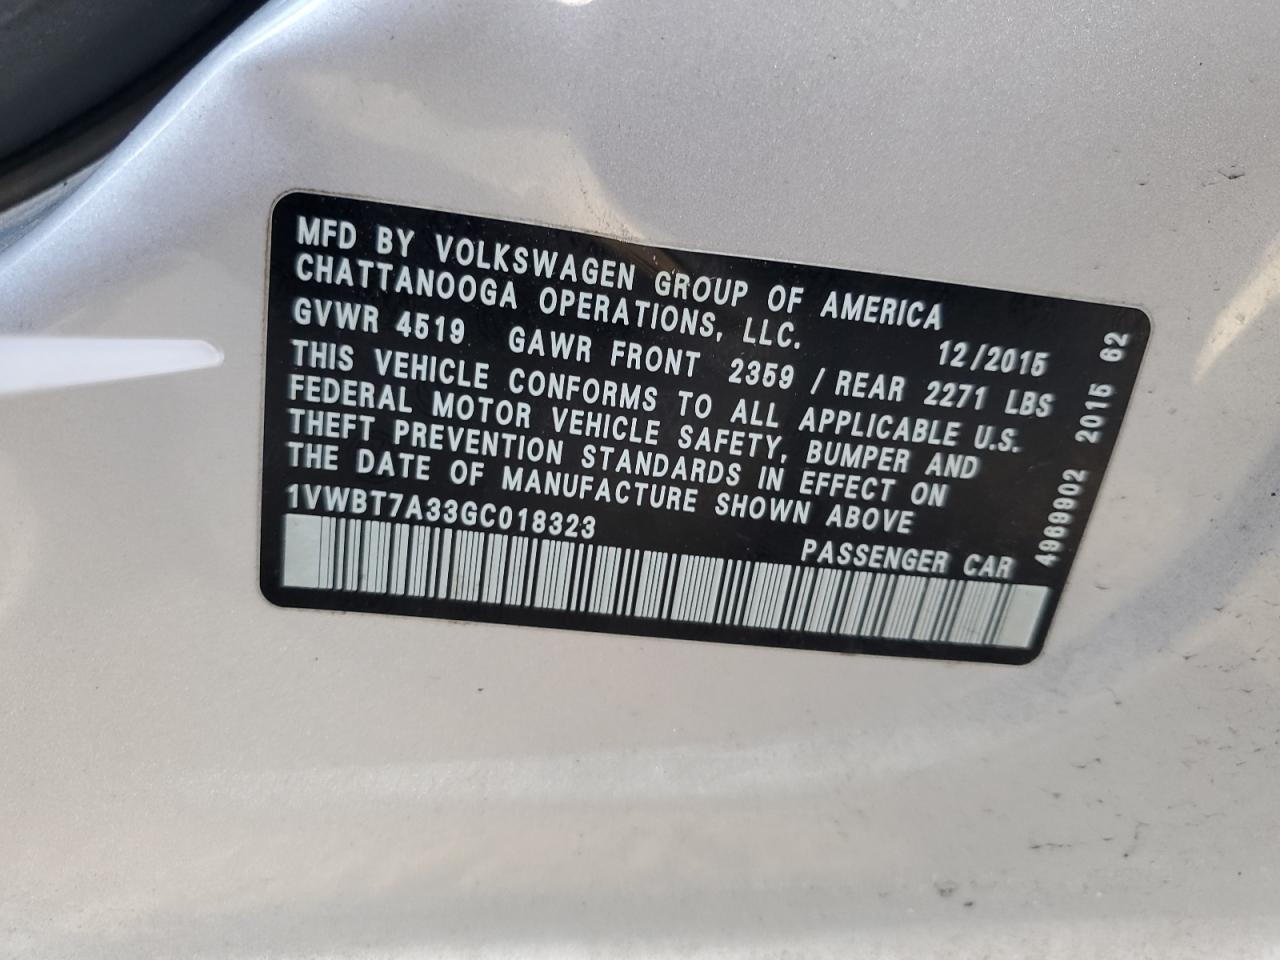 MFD BY VOLKSWAGEN GROUP OF AMERICA
CHATTANOOGA OPERATIONS, LLC.
12/2015
GVWR 4519 GAWR FRONT 2359 / REAR 2271 LBS
THIS VEHICLE CONFORMS TO ALL APPLICABLE U.S.
FEDERAL MOTOR VEHICLE SAFETY, BUMPER AND
THEFT PREVENTION STANDARDS IN EFFECT ON
THE DATE OF MANUFACTURE SHOWN ABOVE
1VWBT7A33GC018323
PASSENGER CAR
4969902 2015 62